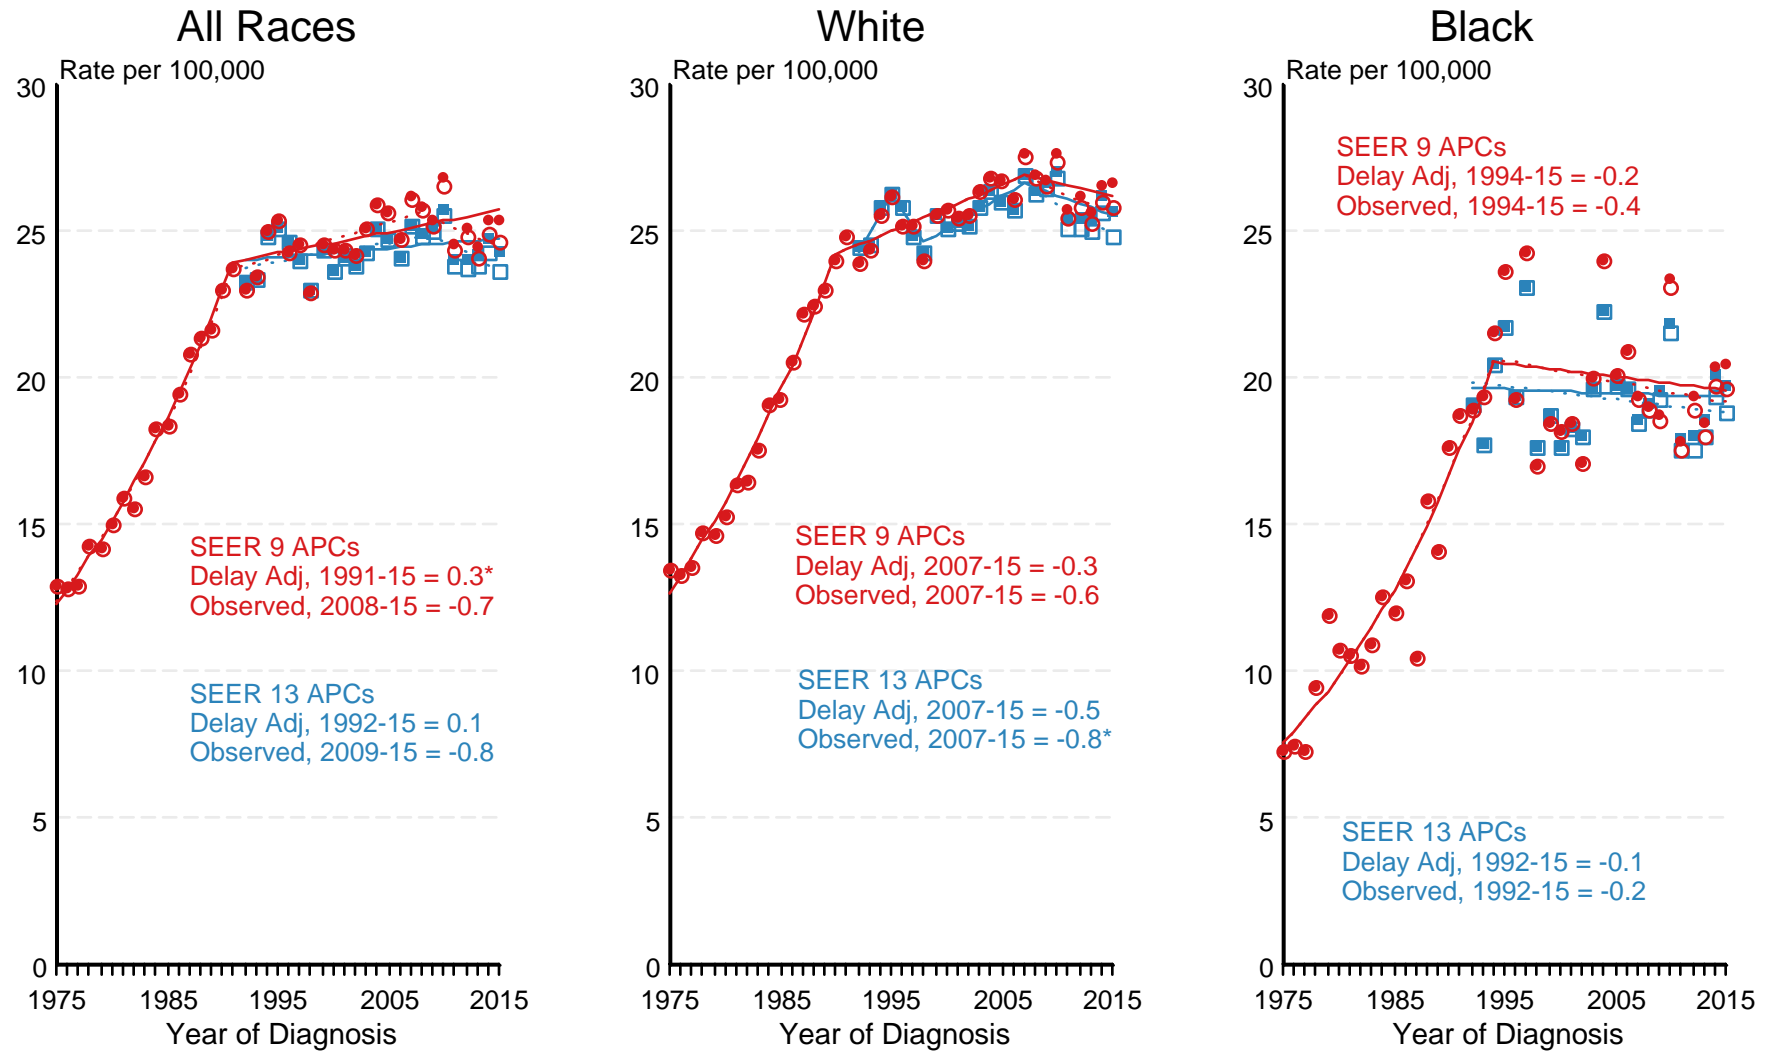 All Races
Rate per 100,000
30
25
20
15
10
5
0
SEER 9 APCs
Delay Adj, 1991-15 = 0.3*
Observed, 2008-15 = -0.7
SEER 13 APCs
Delay Adj, 1992-15 = 0.1
Observed, 2009-15 = -0.8
1975 1985 1995 2005 2015
Year of Diagnosis
White
Rate per 100,000
30
25
20
15
10
5
0
SEER 9 APCs
Delay Adj, 2007-15 = -0.3
Observed, 2007-15 = -0.6
SEER 13 APCs
Delay Adj, 2007-15 = -0.5
Observed, 2007-15 = -0.8*
1975 1985 1995 2005 2015
Year of Diagnosis
Black
Rate per 100,000
30
25
20
15
10
5
0
SEER 9 APCs
Delay Adj, 1994-15 = -0.2
Observed, 1994-15 = -0.4
SEER 13 APCs
Delay Adj, 1992-15 = -0.1
Observed, 1992-15 = -0.2
1975 1985 1995 2005 2015
Year of Diagnosis